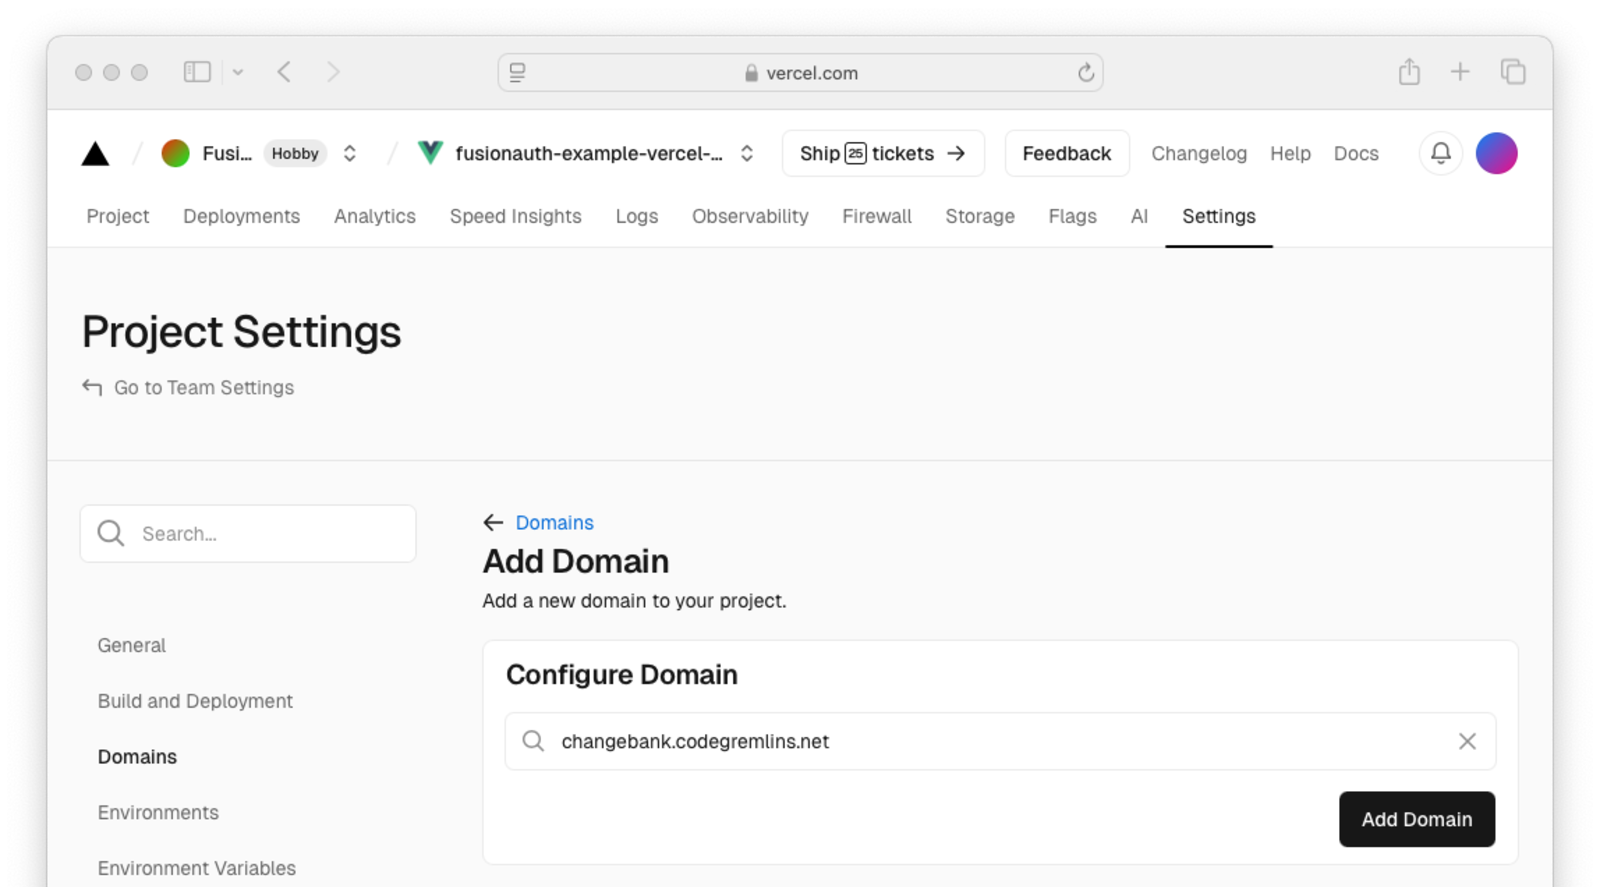 vercel.com
Fusi... Hobby fusionauth-example-vercel-... Ship 25 tickets → Feedback Changelog Help Docs
Project Deployments Analytics Speed Insights Logs Observability Firewall Storage Flags AI Settings
Project Settings
Go to Team Settings
Search...
← Domains
Add Domain
Add a new domain to your project.
General
Configure Domain
Build and Deployment
changebank.codegremlins.net
Domains
Environments
Add Domain
Environment Variables